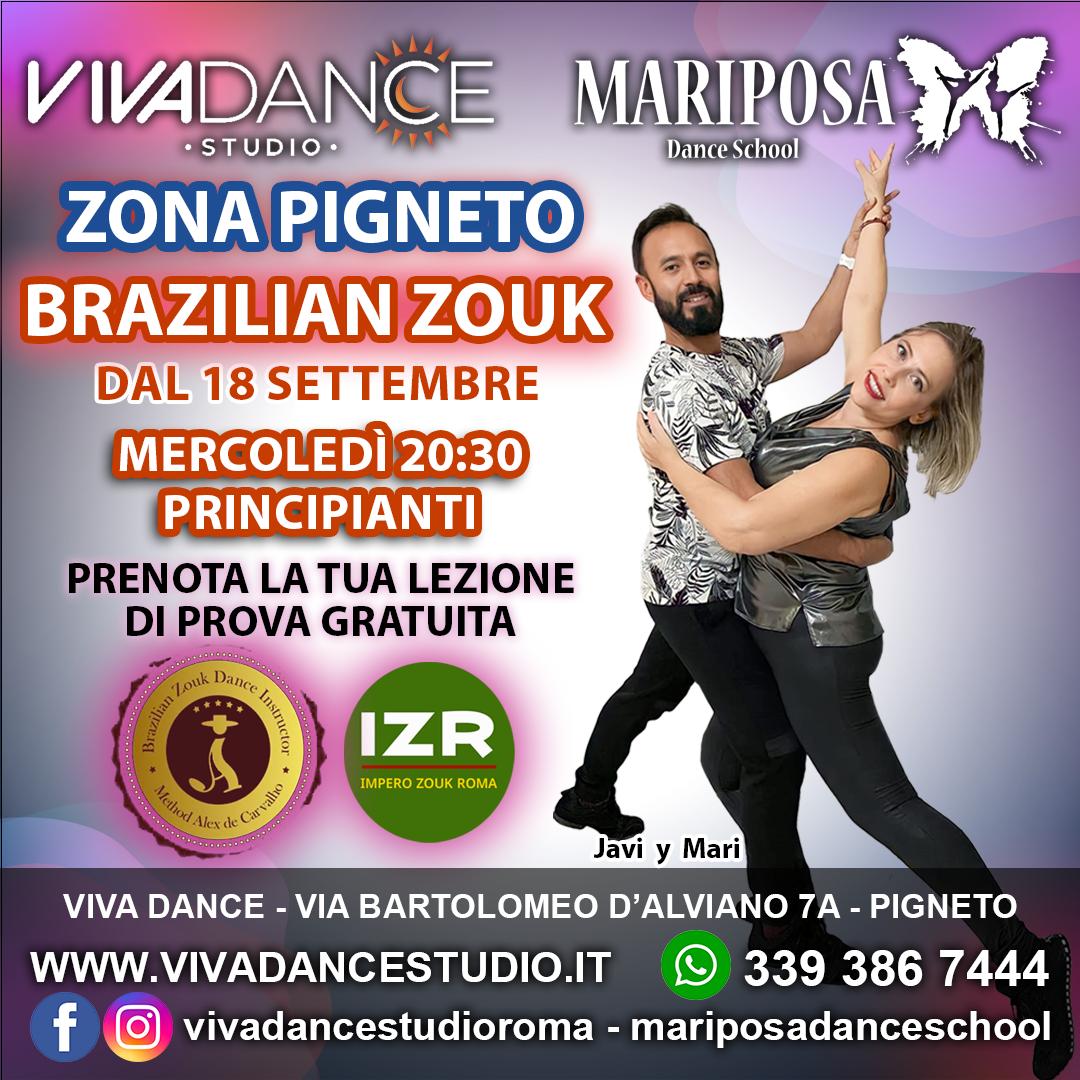 VIVADANCE
• STUDIO •
MARIPOSA
Dance School
ZONA PIGNETO
BRAZILIAN ZOUK
DAL 18 SETTEMBRE
MERCOLEDÌ 20:30
PRINCIPIANTI
PRENOTA LA TUA LEZIONE
DI PROVA GRATUITA
Brazilian Zouk Dance Instructor
Method Alex de Carvalho
IZR
IMPERO ZOUK ROMA
Javi y Mari
VIVA DANCE - VIA BARTOLOMEO D’ALVIANO 7A - PIGNETO
WWW.VIVADANCESTUDIO.IT
339 386 7444
vivadancestudioroma - mariposadanceschool